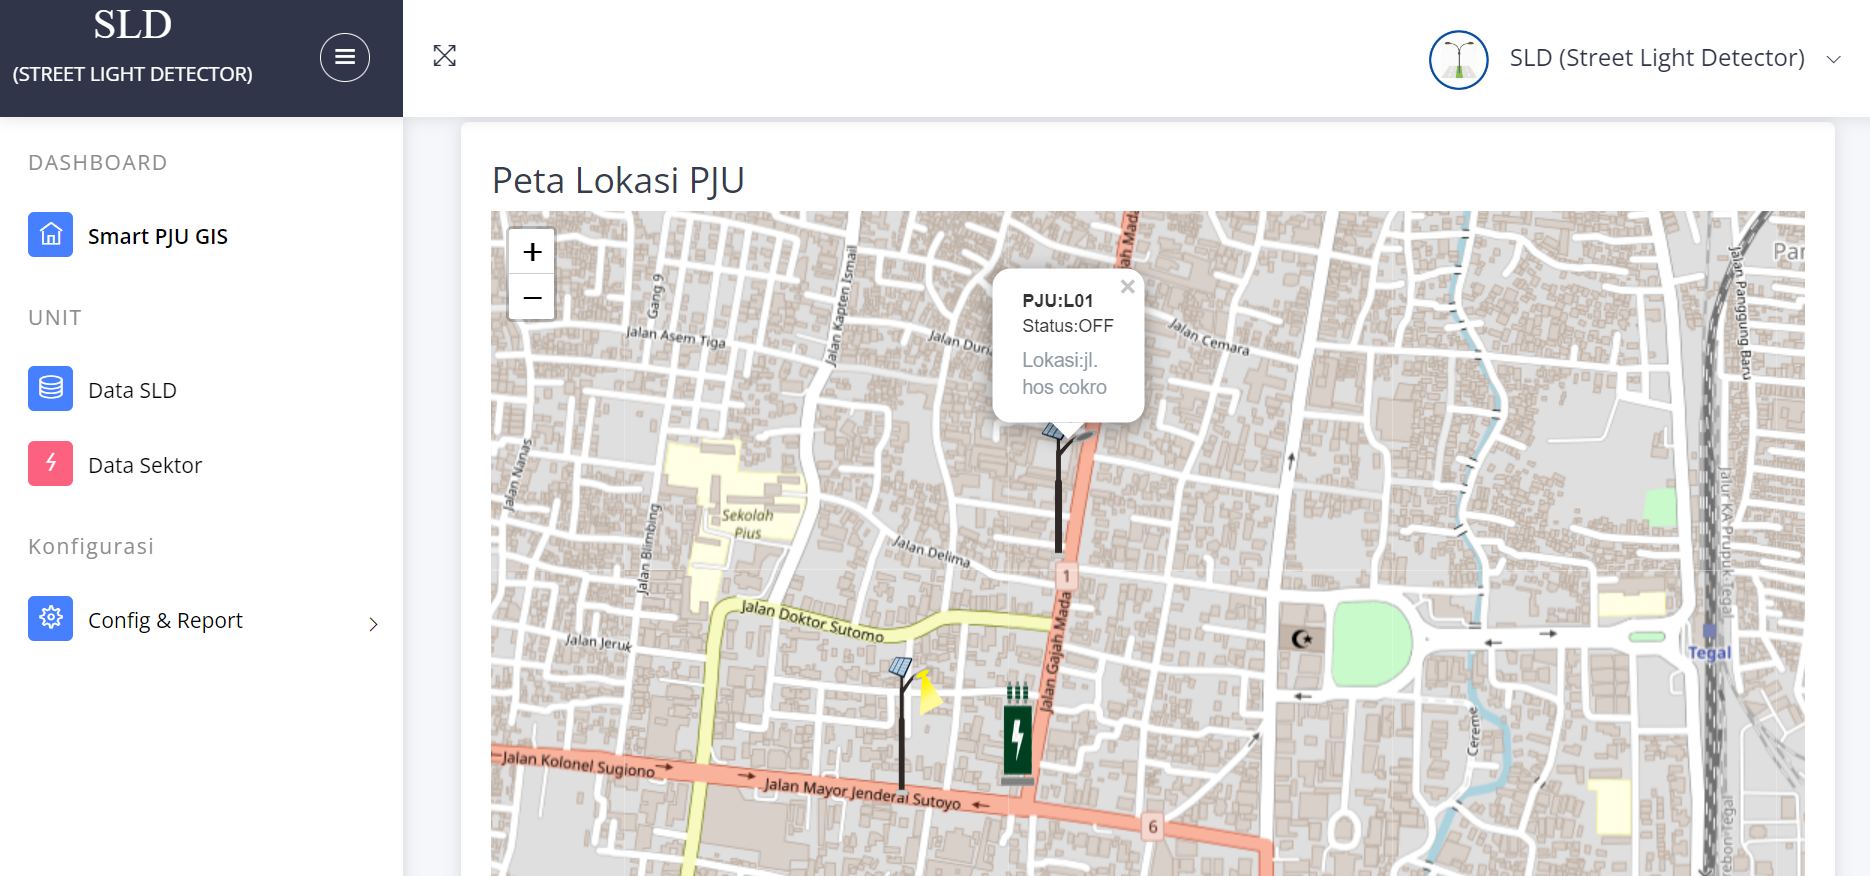 SLD
(STREET LIGHT DETECTOR)
SLD (Street Light Detector)
DASHBOARD
Smart PJU GIS
UNIT
Data SLD
Data Sektor
Konfigurasi
Config & Report
Peta Lokasi PJU
+
−
PJU:L01
Status:OFF
Lokasi:jl.
hos cokro
×
Gang 9
Jalan Kapten Ismail
ah Mada
Jalan Asem Tiga
Jalan Duria
Jalan Cemara
Jalan Panggung Baru
Par
Jalan Nanas
Sekolah
Pius
Jalan Blimbing
Jalan Delima
1
Jalan Gajah Mada
Jalan Doktor Sutomo
Jalan Jeruk
Jalur KA Prupuk-Tegal
Tegal
Cereme
Jalan Kolonel Sugiono
Jalan Mayor Jenderal Sutoyo
6
rebon-Tegal